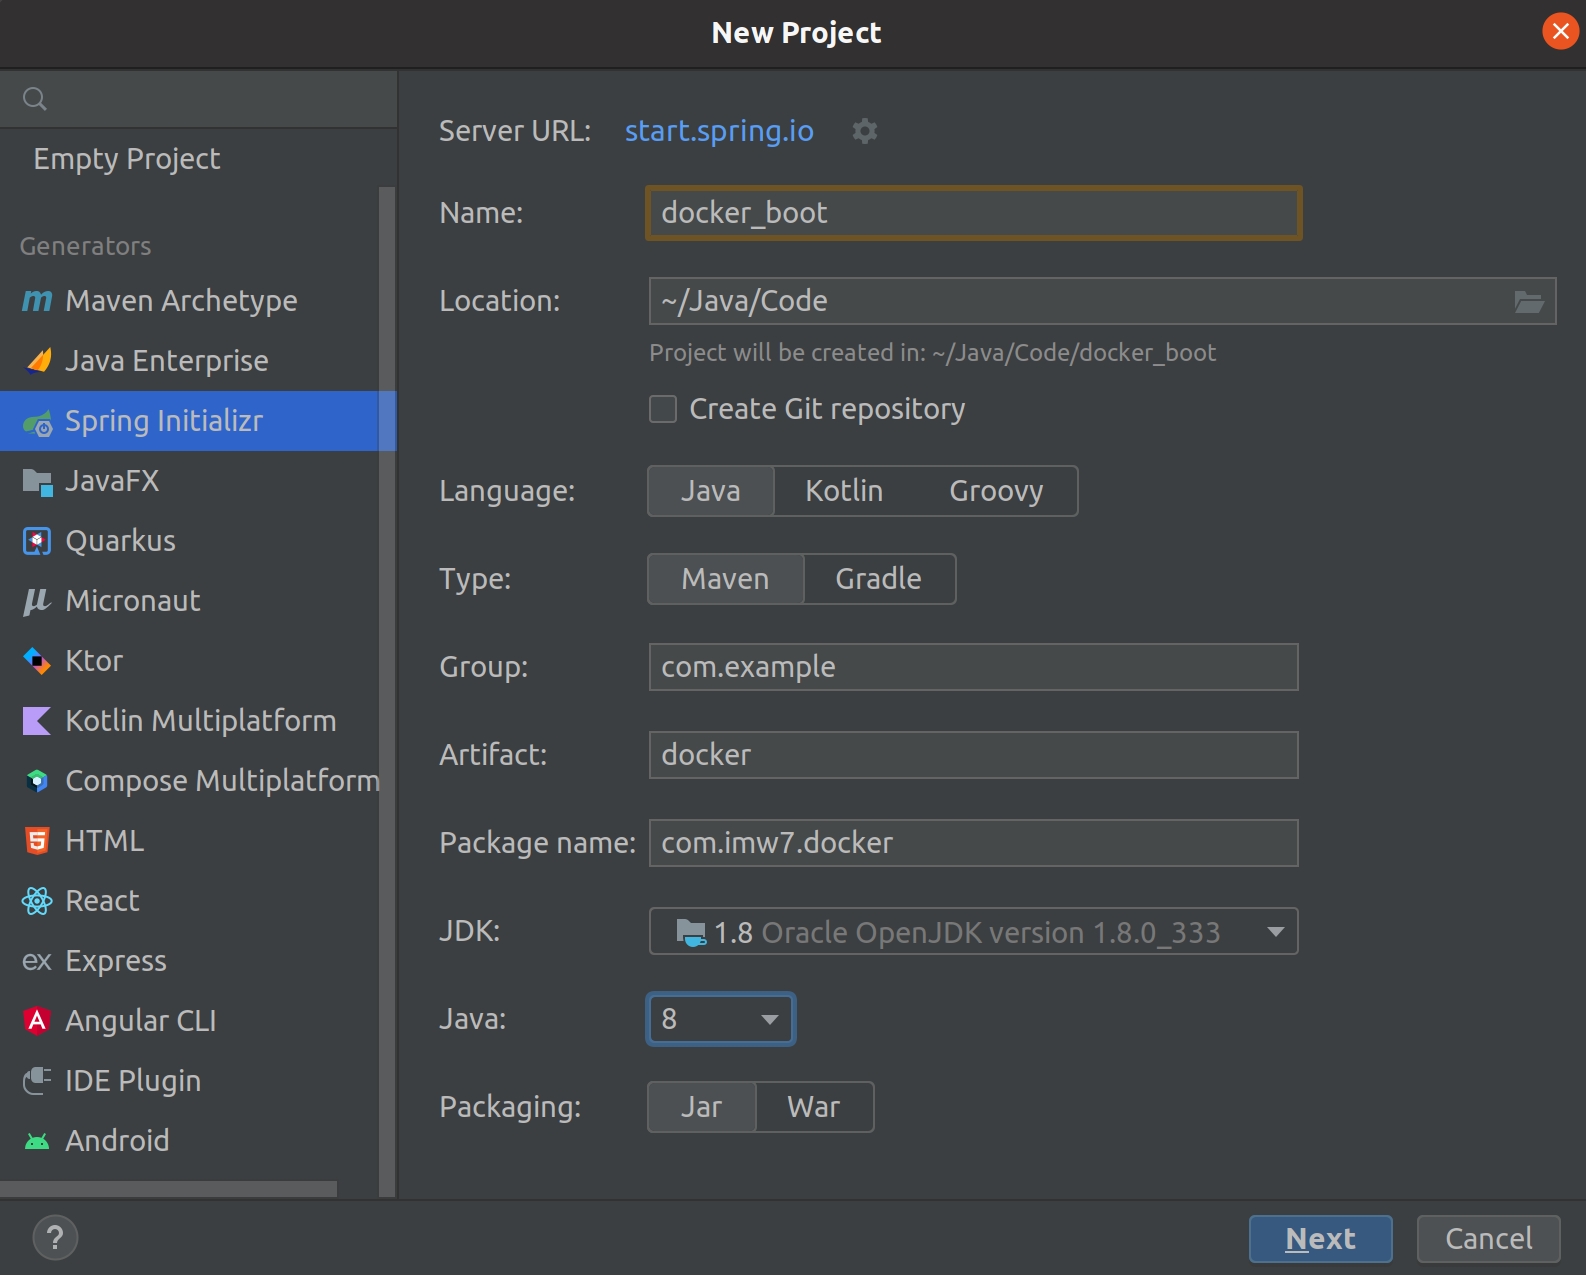 New Project
Empty Project
Generators
m Maven Archetype
Java Enterprise
Spring Initializr
JavaFX
Quarkus
μ Micronaut
Ktor
Kotlin Multiplatform
Compose Multiplatform
5 HTML
React
ex Express
A Angular CLI
IDE Plugin
Android
Server URL: start.spring.io
Name: docker_boot
Location: ~/Java/Code
Project will be created in: ~/Java/Code/docker_boot
Create Git repository
Language: Java Kotlin Groovy
Type: Maven Gradle
Group: com.example
Artifact: docker
Package name: com.imw7.docker
JDK: 1.8 Oracle OpenJDK version 1.8.0_333
Java: 8
Packaging: Jar War
? Next Cancel